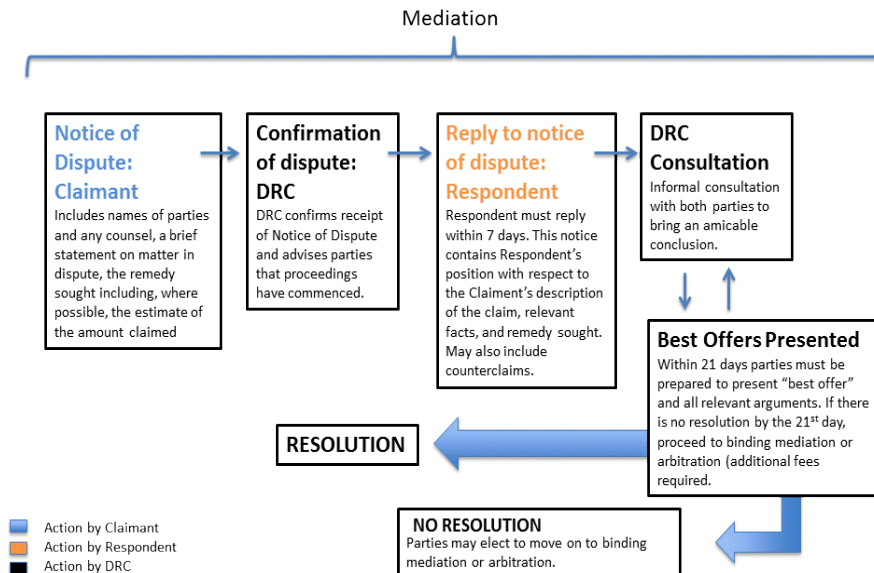 Mediation
Notice of
Dispute:
Claimant
Includes names of parties
and any counsel, a brief
statement on matter in
dispute, the remedy
sought including, where
possible, the estimate of
the amount claimed
Confirmation
of dispute:
DRC
DRC confirms receipt
of Notice of Dispute
and advises parties
that proceedings
have commenced.
Reply to notice
of dispute:
Respondent
Respondent must reply
within 7 days. This notice
contains Respondent’s
position with respect to
the Claiment’s description
of the claim, relevant
facts, and remedy sought.
May also include
counterclaims.
DRC
Consultation
Informal consultation
with both parties to
bring an amicable
conclusion.
Best Offers Presented
Within 21 days parties must be
prepared to present “best offer”
and all relevant arguments. If there
is no resolution by the 21st day,
proceed to binding mediation or
arbitration (additional fees
required.
RESOLUTION
NO RESOLUTION
Parties may elect to move on to binding
mediation or arbitration.
Action by Claimant
Action by Respondent
Action by DRC